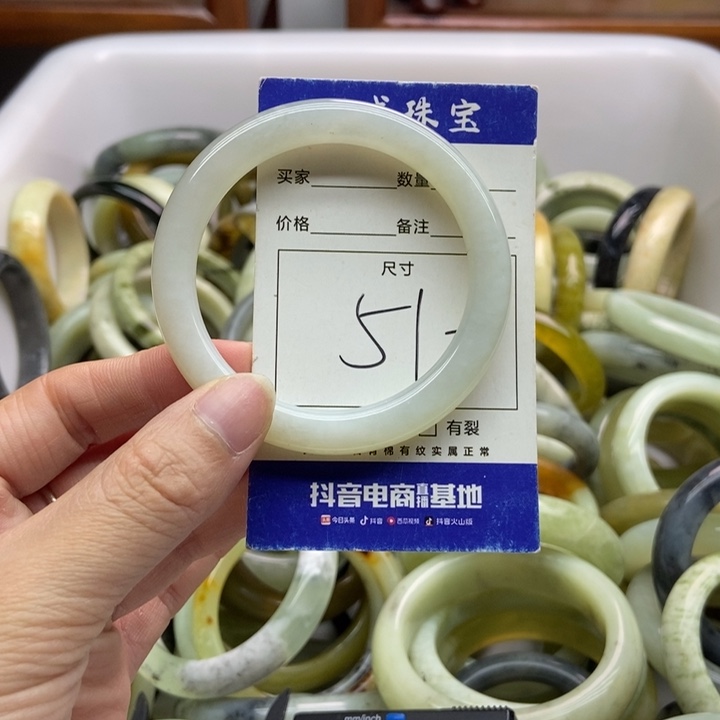 珠宝
买家 数量
价格 备注
尺寸
51
有裂
棉有纹实属正常
抖音电商直播基地
今日头条 抖音 西瓜视频 抖音火山版
mm/inch